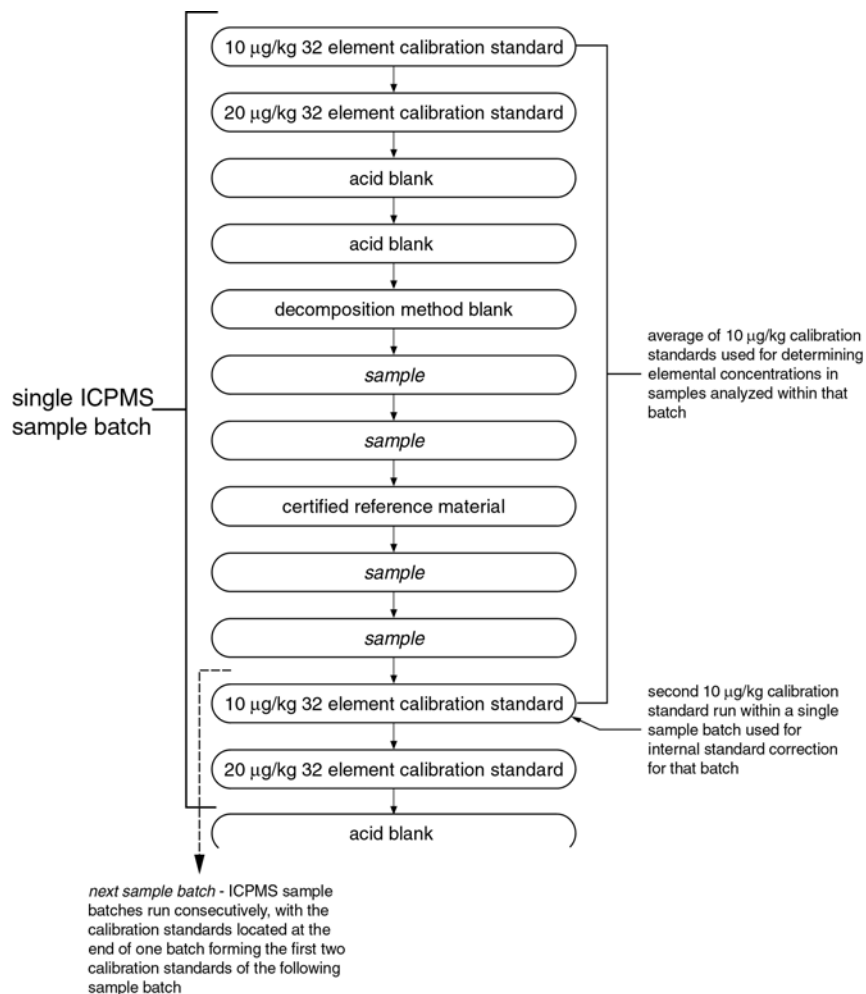 10 µg/kg 32 element calibration standard
20 µg/kg 32 element calibration standard
acid blank
acid blank
decomposition method blank
sample
sample
certified reference material
sample
sample
10 µg/kg 32 element calibration standard
20 µg/kg 32 element calibration standard
acid blank
single ICPMS
sample batch
average of 10 µg/kg calibration
standards used for determining
elemental concentrations in
samples analyzed within that
batch
second 10 µg/kg calibration
standard run within a single
sample batch used for
internal standard correction
for that batch
next sample batch - ICPMS sample
batches run consecutively, with the
calibration standards located at the
end of one batch forming the first two
calibration standards of the following
sample batch